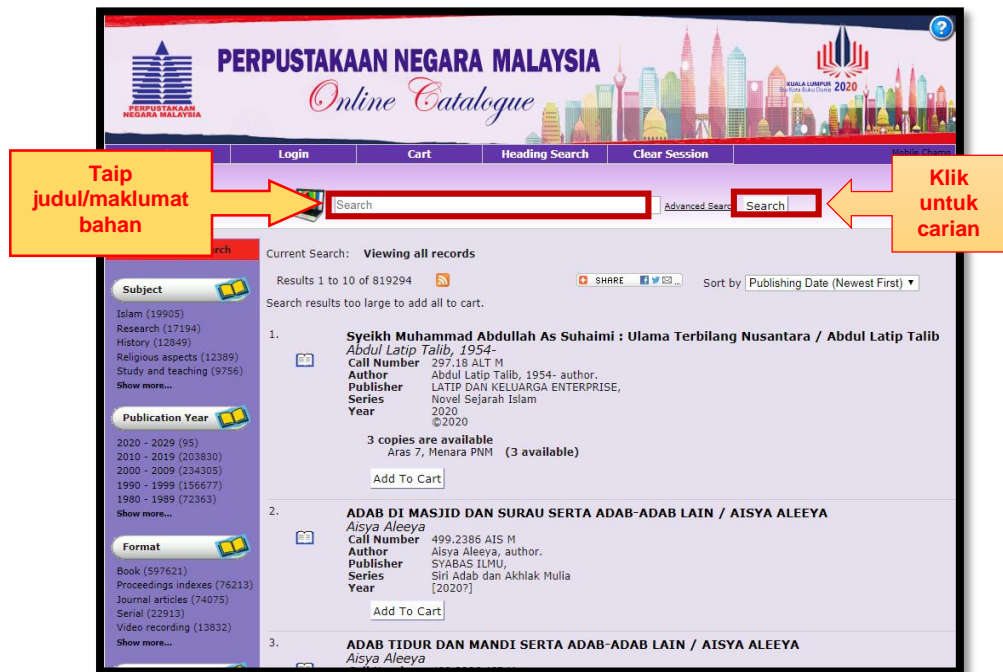 PERPUSTAKAAN NEGARA MALAYSIA
Online Catalogue
PERPUSTAKAAN
NEGARA MALAYSIA
KUALA LUMPUR 2020
Ibu Kota Buku Dunia
?
Login Cart Heading Search Clear Session Mobile Chamo
Taip
judul/maklumat
bahan
Search
Advanced Searc
Search
Klik
untuk
carian
rch
Current Search: Viewing all records
Results 1 to 10 of 819294
SHARE
Sort by Publishing Date (Newest First)
Search results too large to add all to cart.
Subject
Islam (19905)
Research (17194)
History (12849)
Religious aspects (12389)
Study and teaching (9756)
Show more...
Publication Year
2020 - 2029 (95)
2010 - 2019 (203830)
2000 - 2009 (234305)
1990 - 1999 (156677)
1980 - 1989 (72363)
Show more...
Format
Book (597621)
Proceedings indexes (76213)
Journal articles (74075)
Serial (22913)
Video recording (13832)
Show more...
1. Syeikh Muhammad Abdullah As Suhaimi : Ulama Terbilang Nusantara / Abdul Latip Talib
Abdul Latip Talib, 1954-
Call Number 297.18 ALT M
Author Abdul Latip Talib, 1954- author.
Publisher LATIP DAN KELUARGA ENTERPRISE,
Series Novel Sejarah Islam
Year 2020
©2020
3 copies are available
Aras 7, Menara PNM (3 available)
Add To Cart
2. ADAB DI MASJID DAN SURAU SERTA ADAB-ADAB LAIN / AISYA ALEEYA
Aisya Aleeya
Call Number 499.2386 AIS M
Author Aisya Aleeya, author.
Publisher SYABAS ILMU,
Series Siri Adab dan Akhlak Mulia
Year [2020?]
Add To Cart
3. ADAB TIDUR DAN MANDI SERTA ADAB-ADAB LAIN / AISYA ALEEYA
Aisya Aleeya